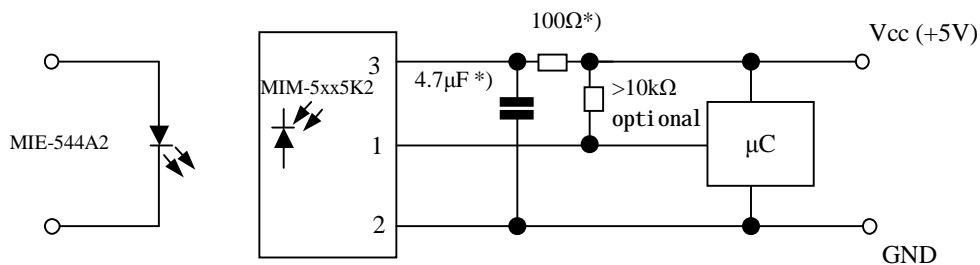 100Ω*)
Vcc (+5V)
3
4.7μF *)
MIM-5xx5K2
>10kΩ
optional
MIE-544A2
1
μC
2
GND